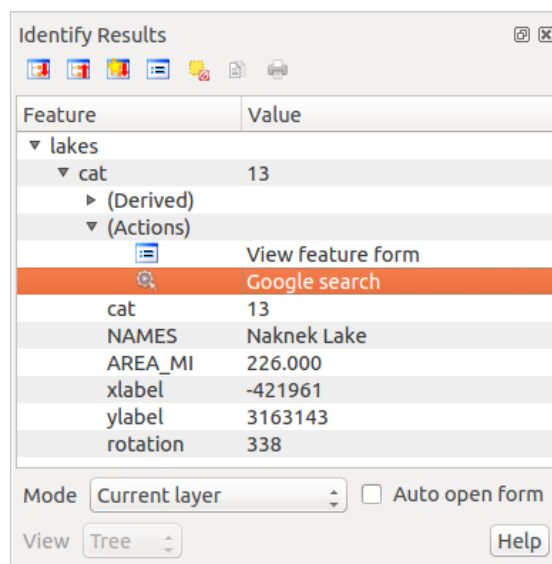 Identify Results
Feature Value
lakes
cat 13
(Derived)
(Actions)
View feature form
Google search
cat 13
NAMES Naknek Lake
AREA_MI 226.000
xlabel -421961
ylabel 3163143
rotation 338
Mode Current layer Auto open form
View Tree Help